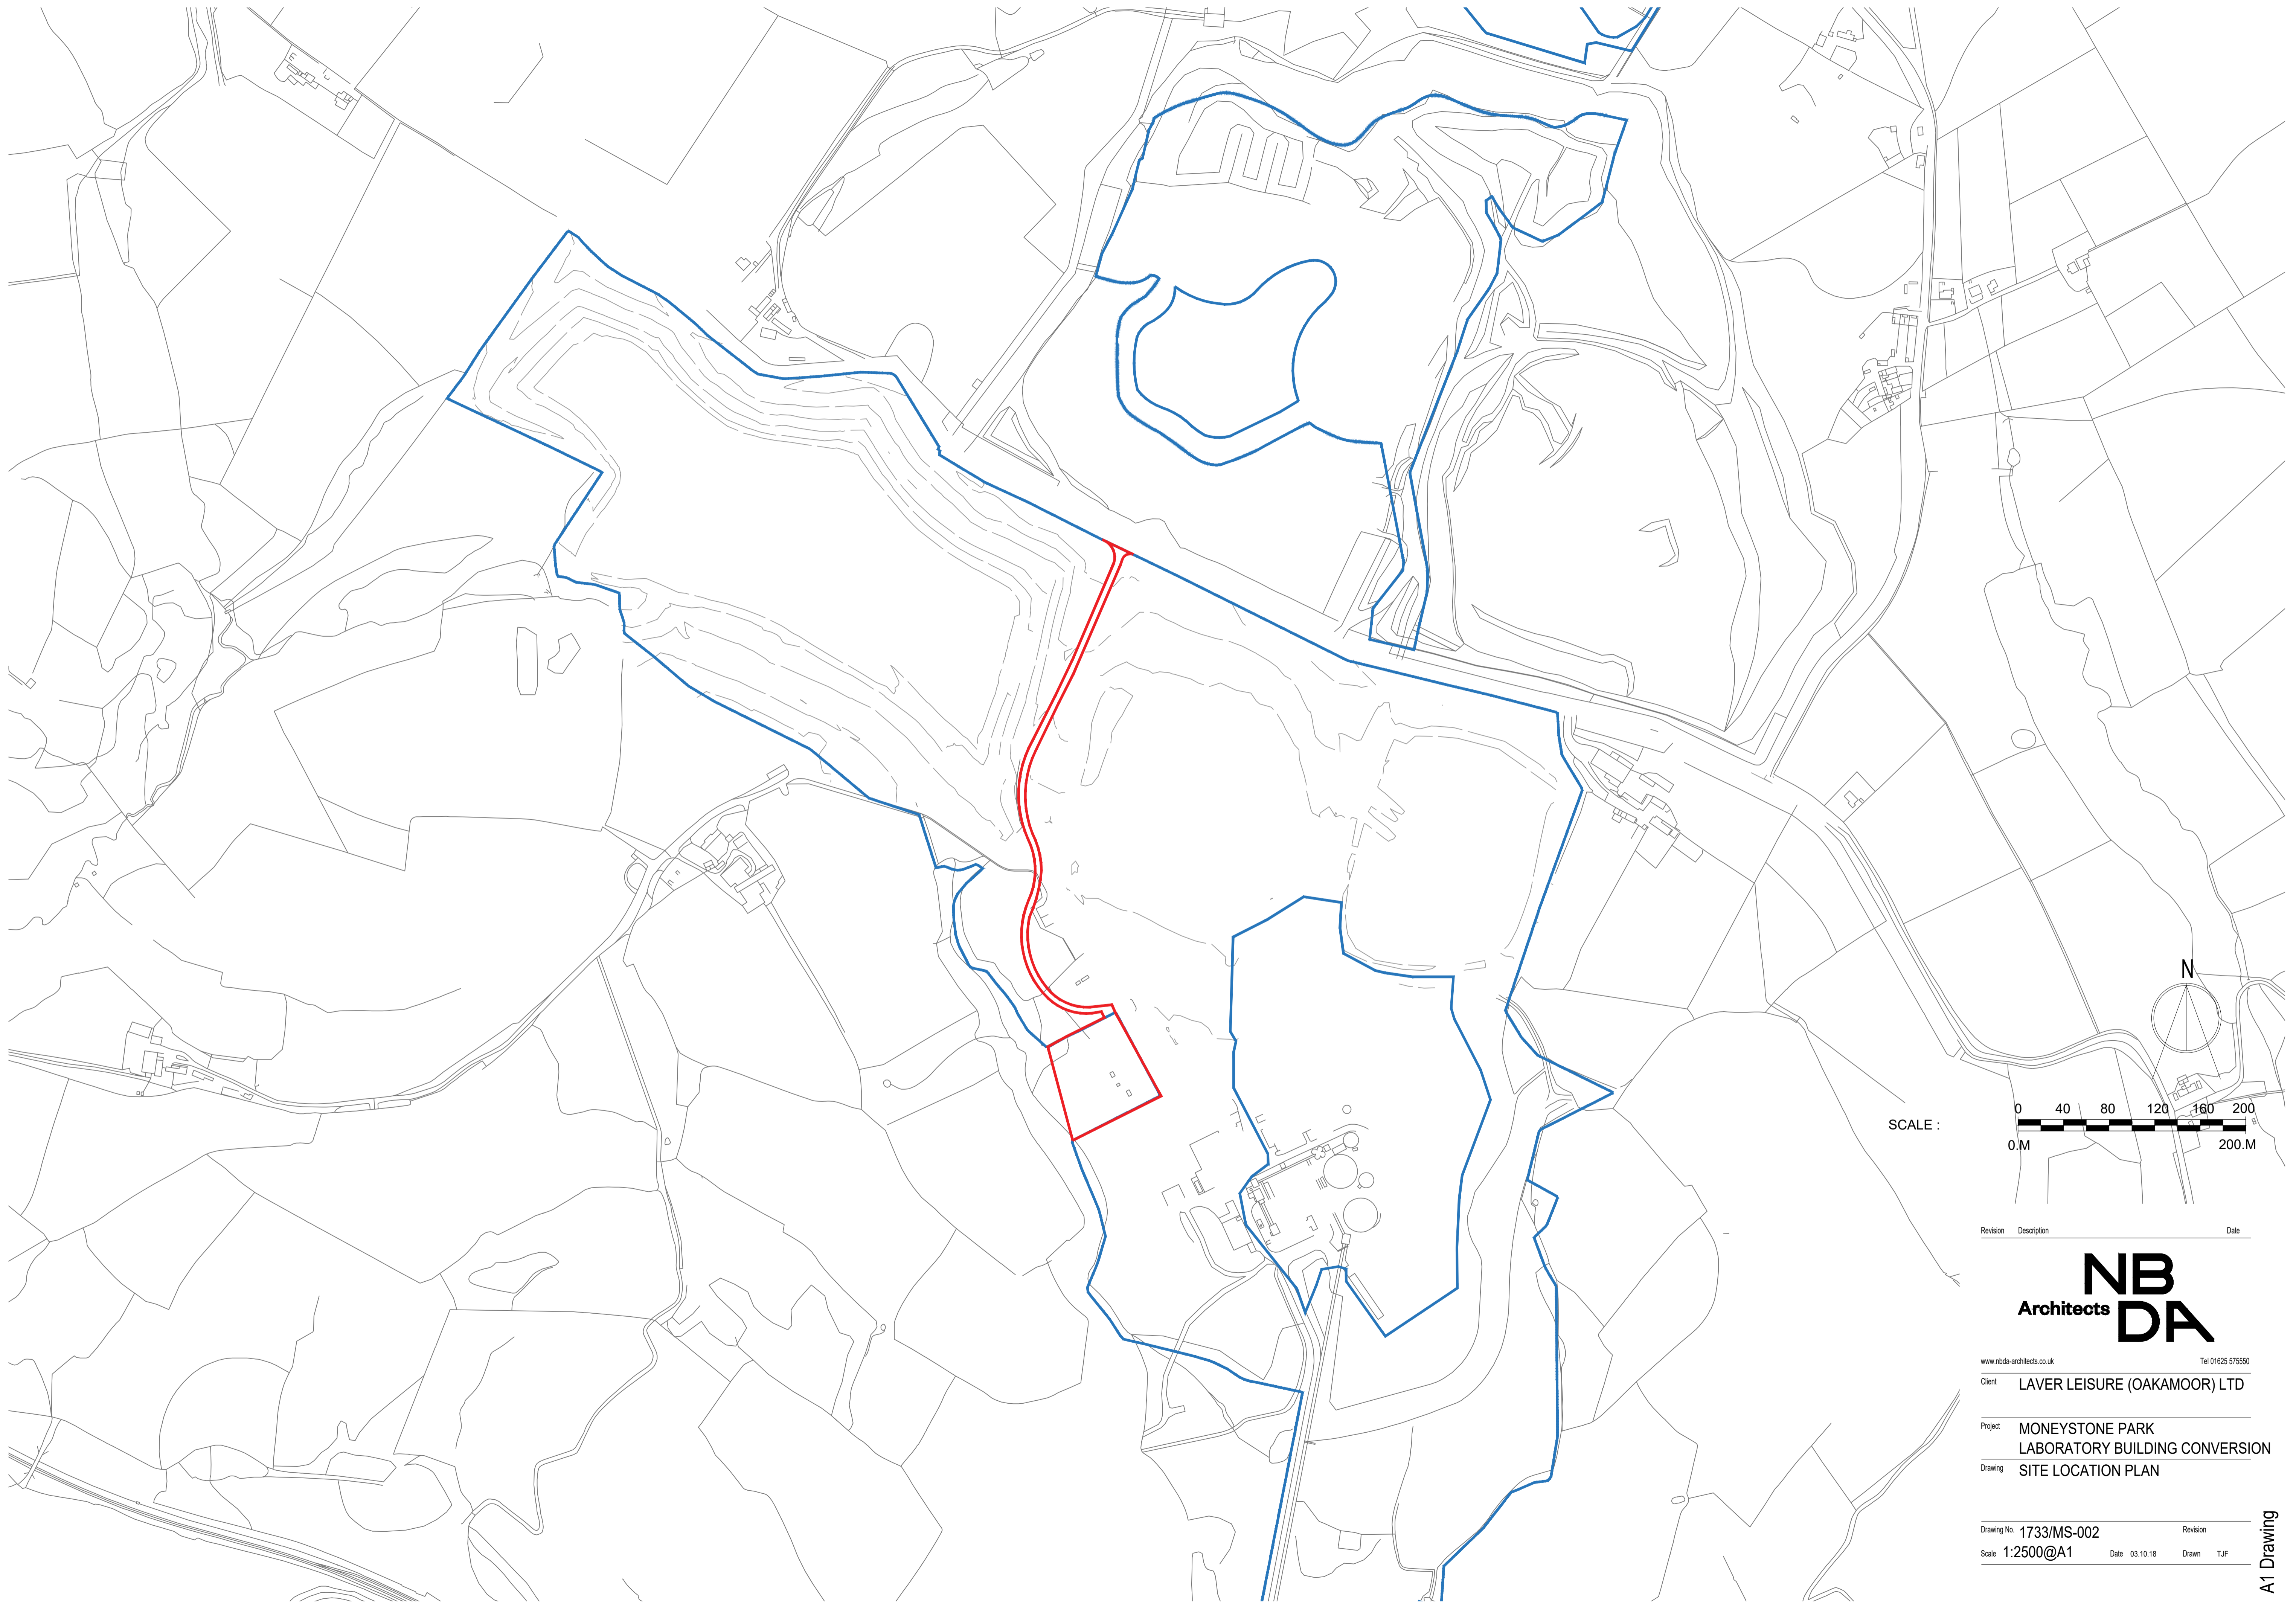 N
SCALE :
0 40 80 120 160 200
0.M 200.M
Revision Description Date
NB
Architects DA
www.nbda-architects.co.uk Tel 01625 575550
Client LAVER LEISURE (OAKAMOOR) LTD
Project MONEYSTONE PARK
LABORATORY BUILDING CONVERSION
Drawing SITE LOCATION PLAN
Drawing No. 1733/MS-002 Revision
Scale 1:2500@A1 Date 03.10.18 Drawn TJF
A1 Drawing